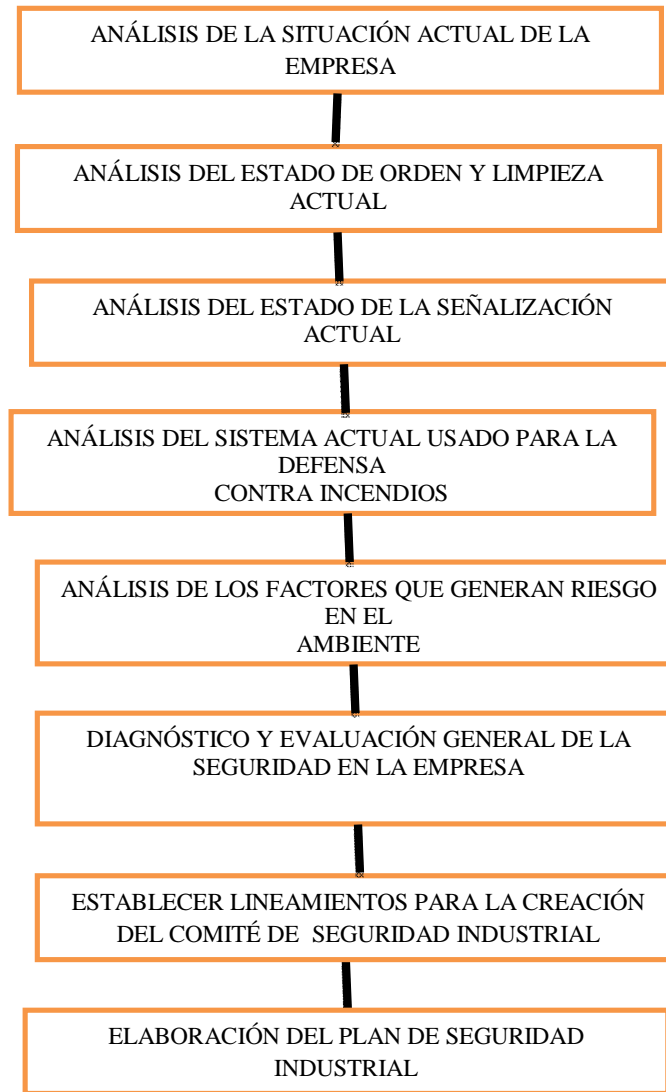 ANÁLISIS DE LA SITUACIÓN ACTUAL DE LA
EMPRESA
ANÁLISIS DEL ESTADO DE ORDEN Y LIMPIEZA
ACTUAL
ANÁLISIS DEL ESTADO DE LA SEÑALIZACIÓN
ACTUAL
ANÁLISIS DEL SISTEMA ACTUAL USADO PARA LA
DEFENSA
CONTRA INCENDIOS
ANÁLISIS DE LOS FACTORES QUE GENERAN RIESGO
EN EL
AMBIENTE
DIAGNÓSTICO Y EVALUACIÓN GENERAL DE LA
SEGURIDAD EN LA EMPRESA
ESTABLECER LINEAMIENTOS PARA LA CREACIÓN
DEL COMITÉ DE SEGURIDAD INDUSTRIAL
ELABORACIÓN DEL PLAN DE SEGURIDAD
INDUSTRIAL